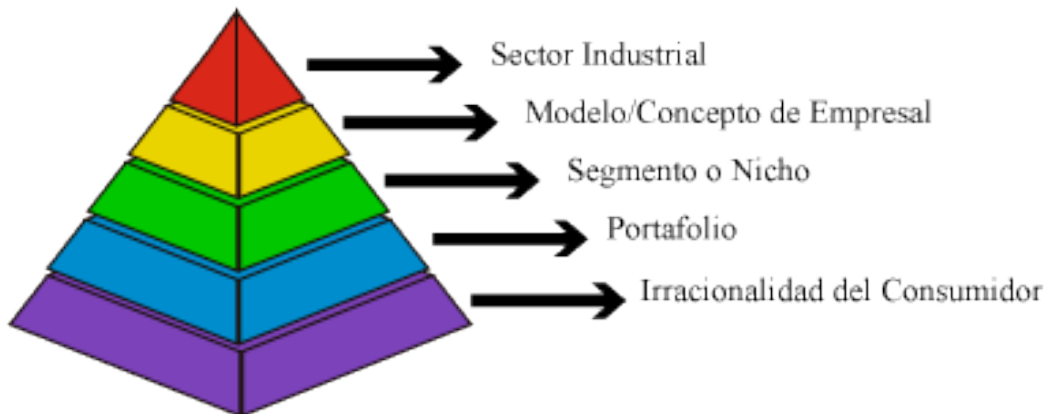 Sector Industrial
Modelo/Concepto de Empresal
Segmento o Nicho
Portafolio
Irracionalidad del Consumidor